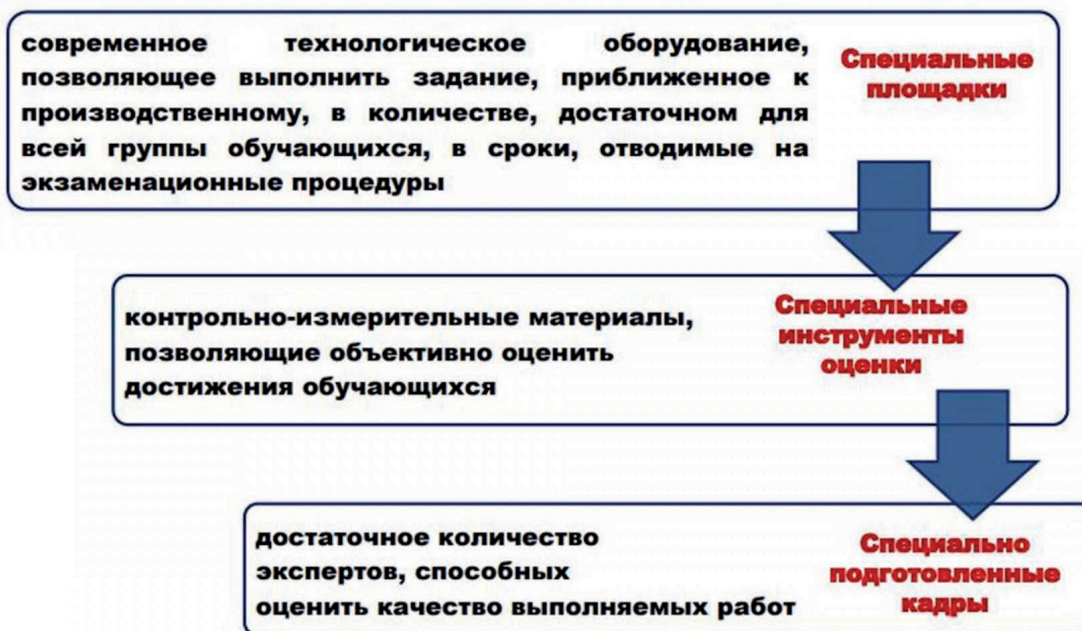 современное технологическое оборудование,
позволяющее выполнить задание, приближенное к
производственному, в количестве, достаточном для
всей группы обучающихся, в сроки, отводимые на
экзаменационные процедуры
Специальные
площадки
контрольно-измерительные материалы,
позволяющие объективно оценить
достижения обучающихся
Специальные
инструменты
оценки
достаточное количество
экспертов, способных
оценить качество выполняемых работ
Специально
подготовленные
кадры